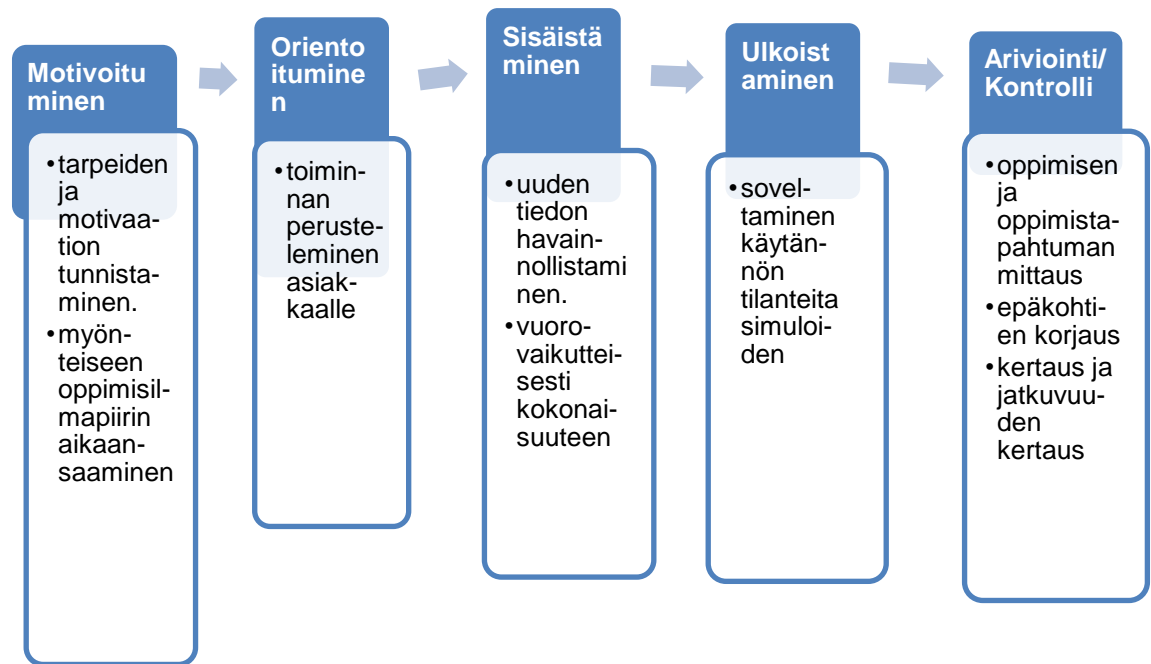 Motivoitu
minen
•tarpeiden
ja
motivaa-
tion
tunnista-
minen.
•myön-
teiseen
oppimisil-
mapiirin
aikaan-
saaminen
Oriento
itumine
n
•toimin-
nan
peruste-
leminen
asiak-
kaalle
Sisäistä
minen
•uuden
tiedon
havain-
nollistami
nen.
•vuoro-
vaikuttei-
sesti
kokonai-
suuteen
Ulkoist
aminen
•sovel-
taminen
käytän-
nön
tilanteita
simuloi-
den
Ariviointi/
Kontrolli
•oppimisen
ja
oppimista-
pahtuman
mittaus
•epäkohti-
en korjaus
•kertaus ja
jatkuvuu-
den
kertaus